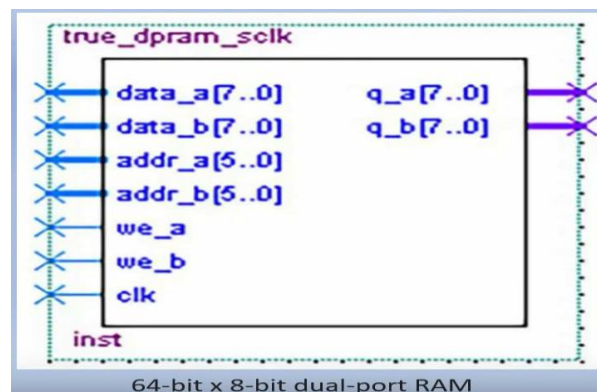 true_dpram_sclk
data_a[7..0] q_a[7..0]
data_b[7..0] q_b[7..0]
addr_a[5..0]
addr_b[5..0]
we_a
we_b
clk
inst
64-bit x 8-bit dual-port RAM